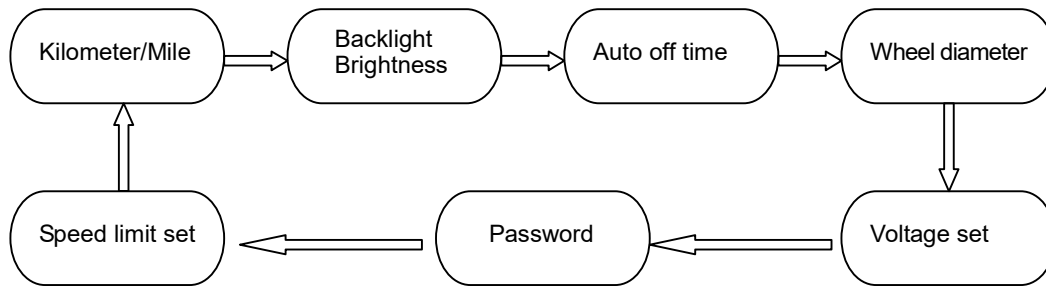 Kilometer/Mile
Backlight
Brightness
Auto off time
Wheel diameter
Speed limit set
Password
Voltage set